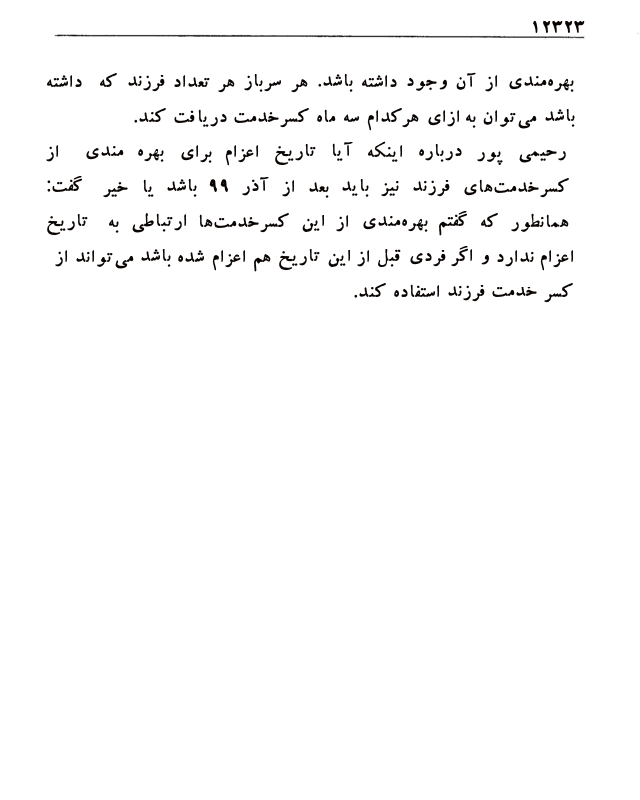 ۱۲۳۲۳
بهره‌مندی از آن وجود داشته باشد. هر سرباز هر تعداد فرزند که داشته
باشد می‌توان به ازای هرکدام سه ماه کسرخدمت دریافت کند.
رحیمی پور درباره اینکه آیا تاریخ اعزام برای بهره مندی از
کسرخدمت‌های فرزند نیز باید بعد از آذر ۹۹ باشد یا خیر گفت:
همانطور که گفتم بهره‌مندی از این کسرخدمت‌ها ارتباطی به تاریخ
اعزام ندارد و اگر فردی قبل از این تاریخ هم اعزام شده باشد می‌تواند از
کسر خدمت فرزند استفاده کند.